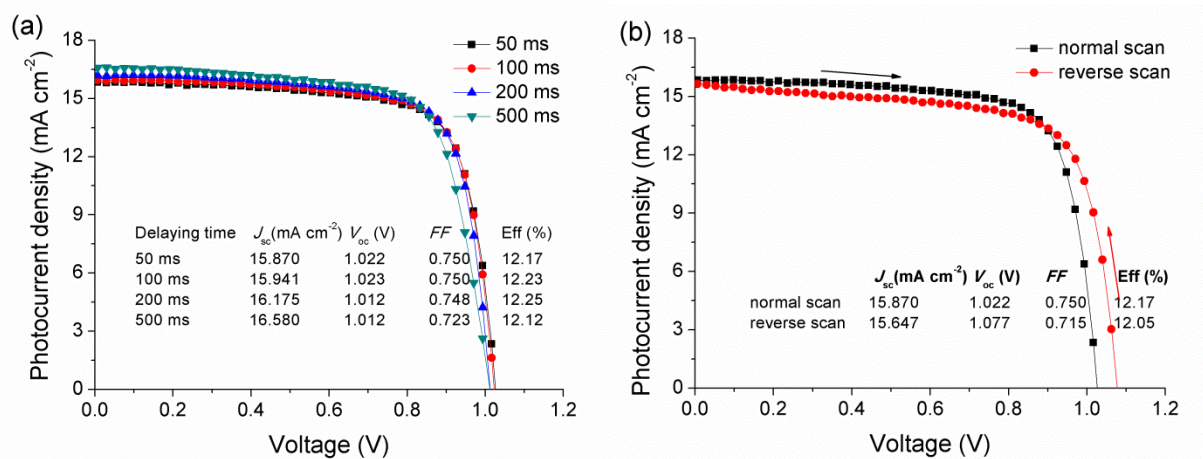 (a)
50 ms
100 ms
200 ms
500 ms
18
15
12
9
6
3
0
Photocurrent density (mA cm⁻²)
Delaying time Jsc(mA cm⁻²) Voc (V) FF Eff (%)
50 ms 15.870 1.022 0.750 12.17
100 ms 15.941 1.023 0.750 12.23
200 ms 16.175 1.012 0.748 12.25
500 ms 16.580 1.012 0.723 12.12
0.0 0.2 0.4 0.6 0.8 1.0 1.2
Voltage (V)
(b)
normal scan
reverse scan
18
15
12
9
6
3
0
Photocurrent density (mA cm⁻²)
Jsc(mA cm⁻²) Voc (V) FF Eff (%)
normal scan 15.870 1.022 0.750 12.17
reverse scan 15.647 1.077 0.715 12.05
0.0 0.2 0.4 0.6 0.8 1.0 1.2
Voltage (V)